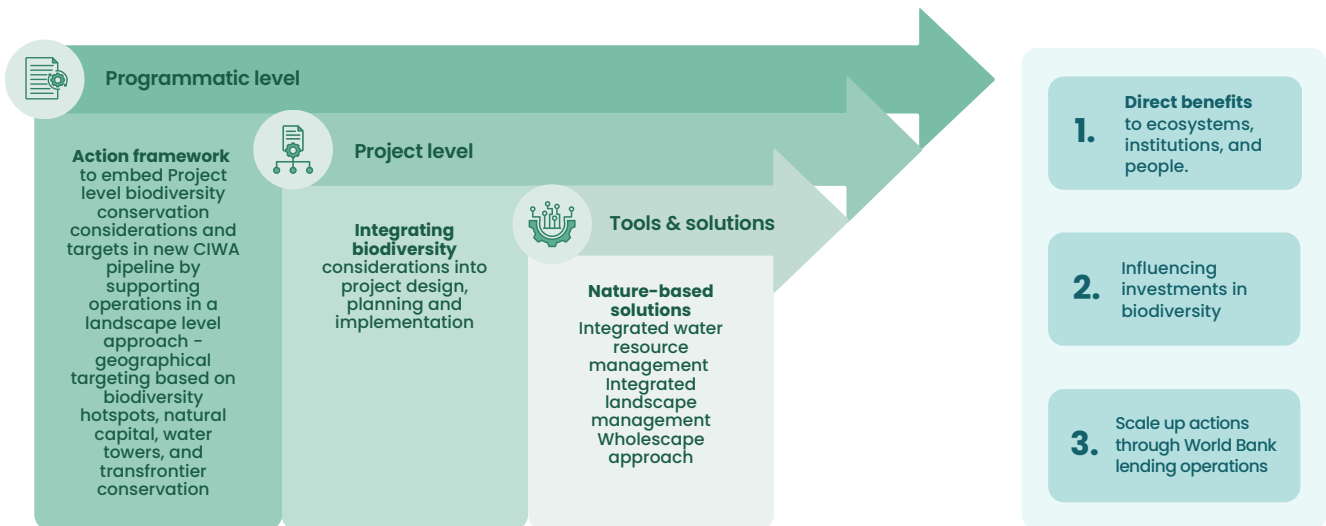 Programmatic level
Action framework
to embed Project
level biodiversity
conservation
considerations and
targets in new CIWA
pipeline by
supporting
operations in a
landscape level
approach -
geographical
targeting based on
biodiversity
hotspots, natural
capital, water
towers, and
transfrontier
conservation
Project level
Integrating
biodiversity
considerations into
project design,
planning and
implementation
Tools & solutions
Nature-based
solutions
Integrated water
resource
management
Integrated
landscape
management
Wholescape
approach
1.
Direct benefits
to ecosystems,
institutions, and
people.
2.
Influencing
investments in
biodiversity
3.
Scale up actions
through World Bank
lending operations